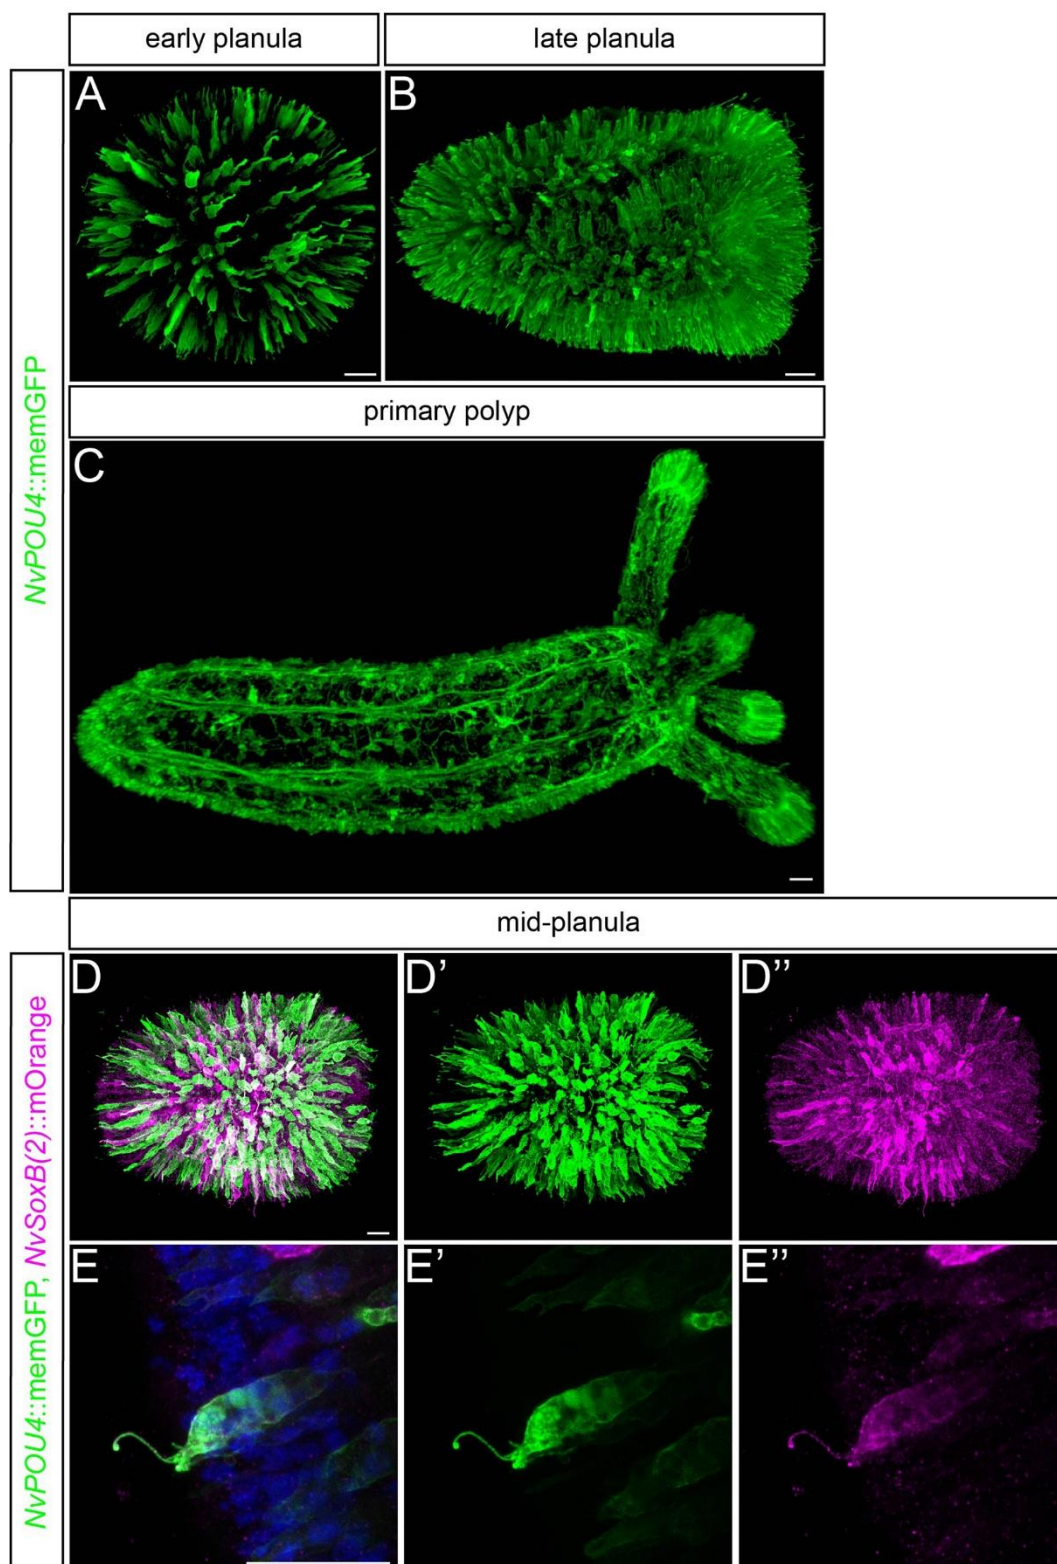 early planula
late planula
NvPOU4::memGFP
A
B
primary polyp
C
mid-planula
NvPOU4::memGFP, NvSoxB(2)::mOrange
D
D’
D’’
E
E’
E’’